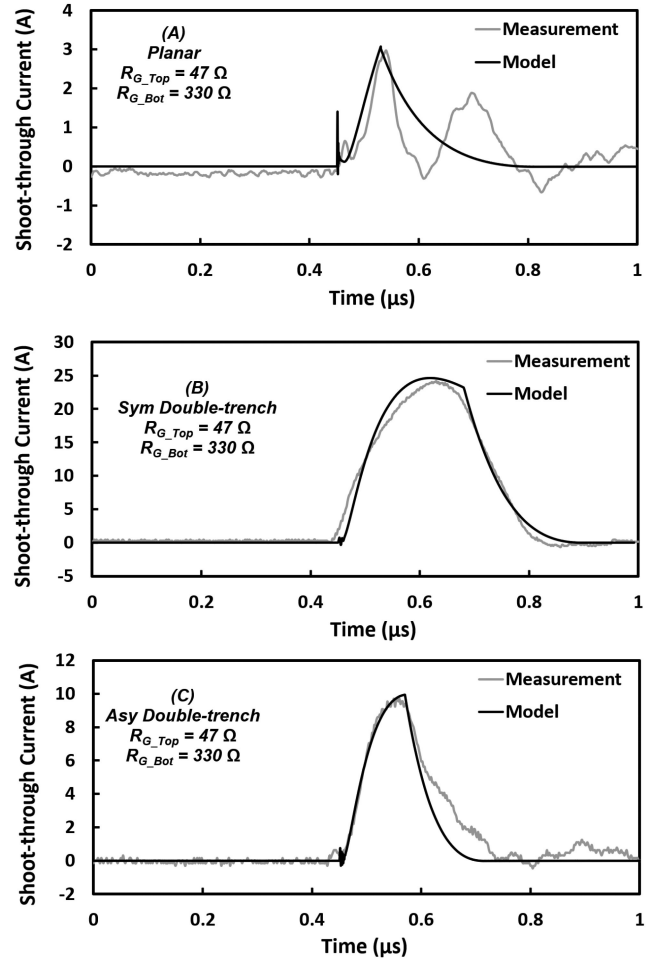 Shoot-through Current (A)
4
3
2
1
0
-1
-2
(A)
Planar
R_G_Top = 47 Ω
R_G_Bot = 330 Ω
Measurement
Model
0 0.2 0.4 0.6 0.8 1
Time (µs)
Shoot-through Current (A)
30
25
20
15
10
5
0
-5
(B)
Sym Double-trench
R_G_Top = 47 Ω
R_G_Bot = 330 Ω
Measurement
Model
0 0.2 0.4 0.6 0.8 1
Time (µs)
Shoot-through Current (A)
12
10
8
6
4
2
0
-2
(C)
Asy Double-trench
R_G_Top = 47 Ω
R_G_Bot = 330 Ω
Measurement
Model
0 0.2 0.4 0.6 0.8 1
Time (µs)